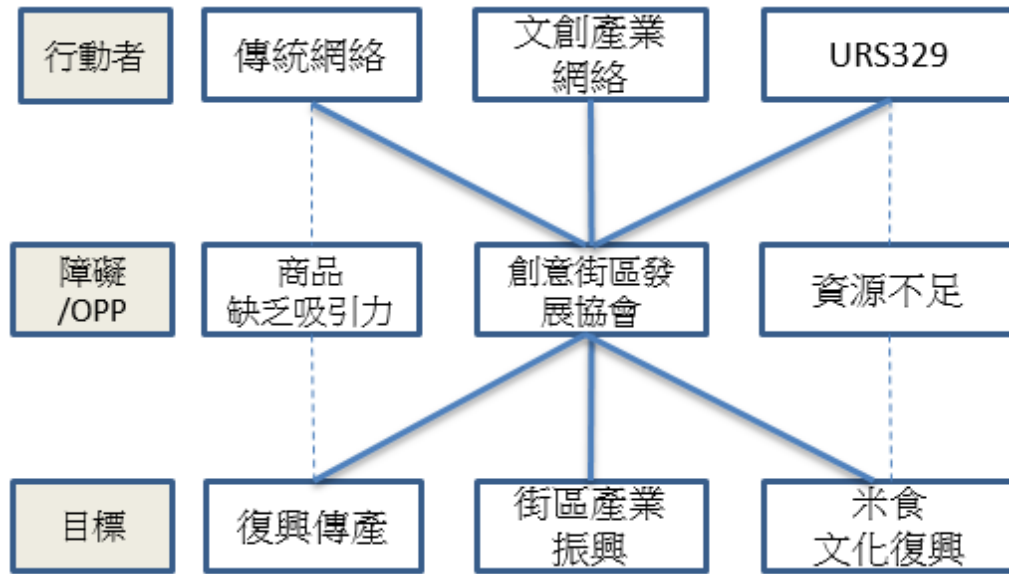 行動者
傳統網絡
文創產業
網絡
URS329
障礙
/OPP
商品
缺乏吸引力
創意街區發
展協會
資源不足
目標
復興傳產
街區產業
振興
米食
文化復興